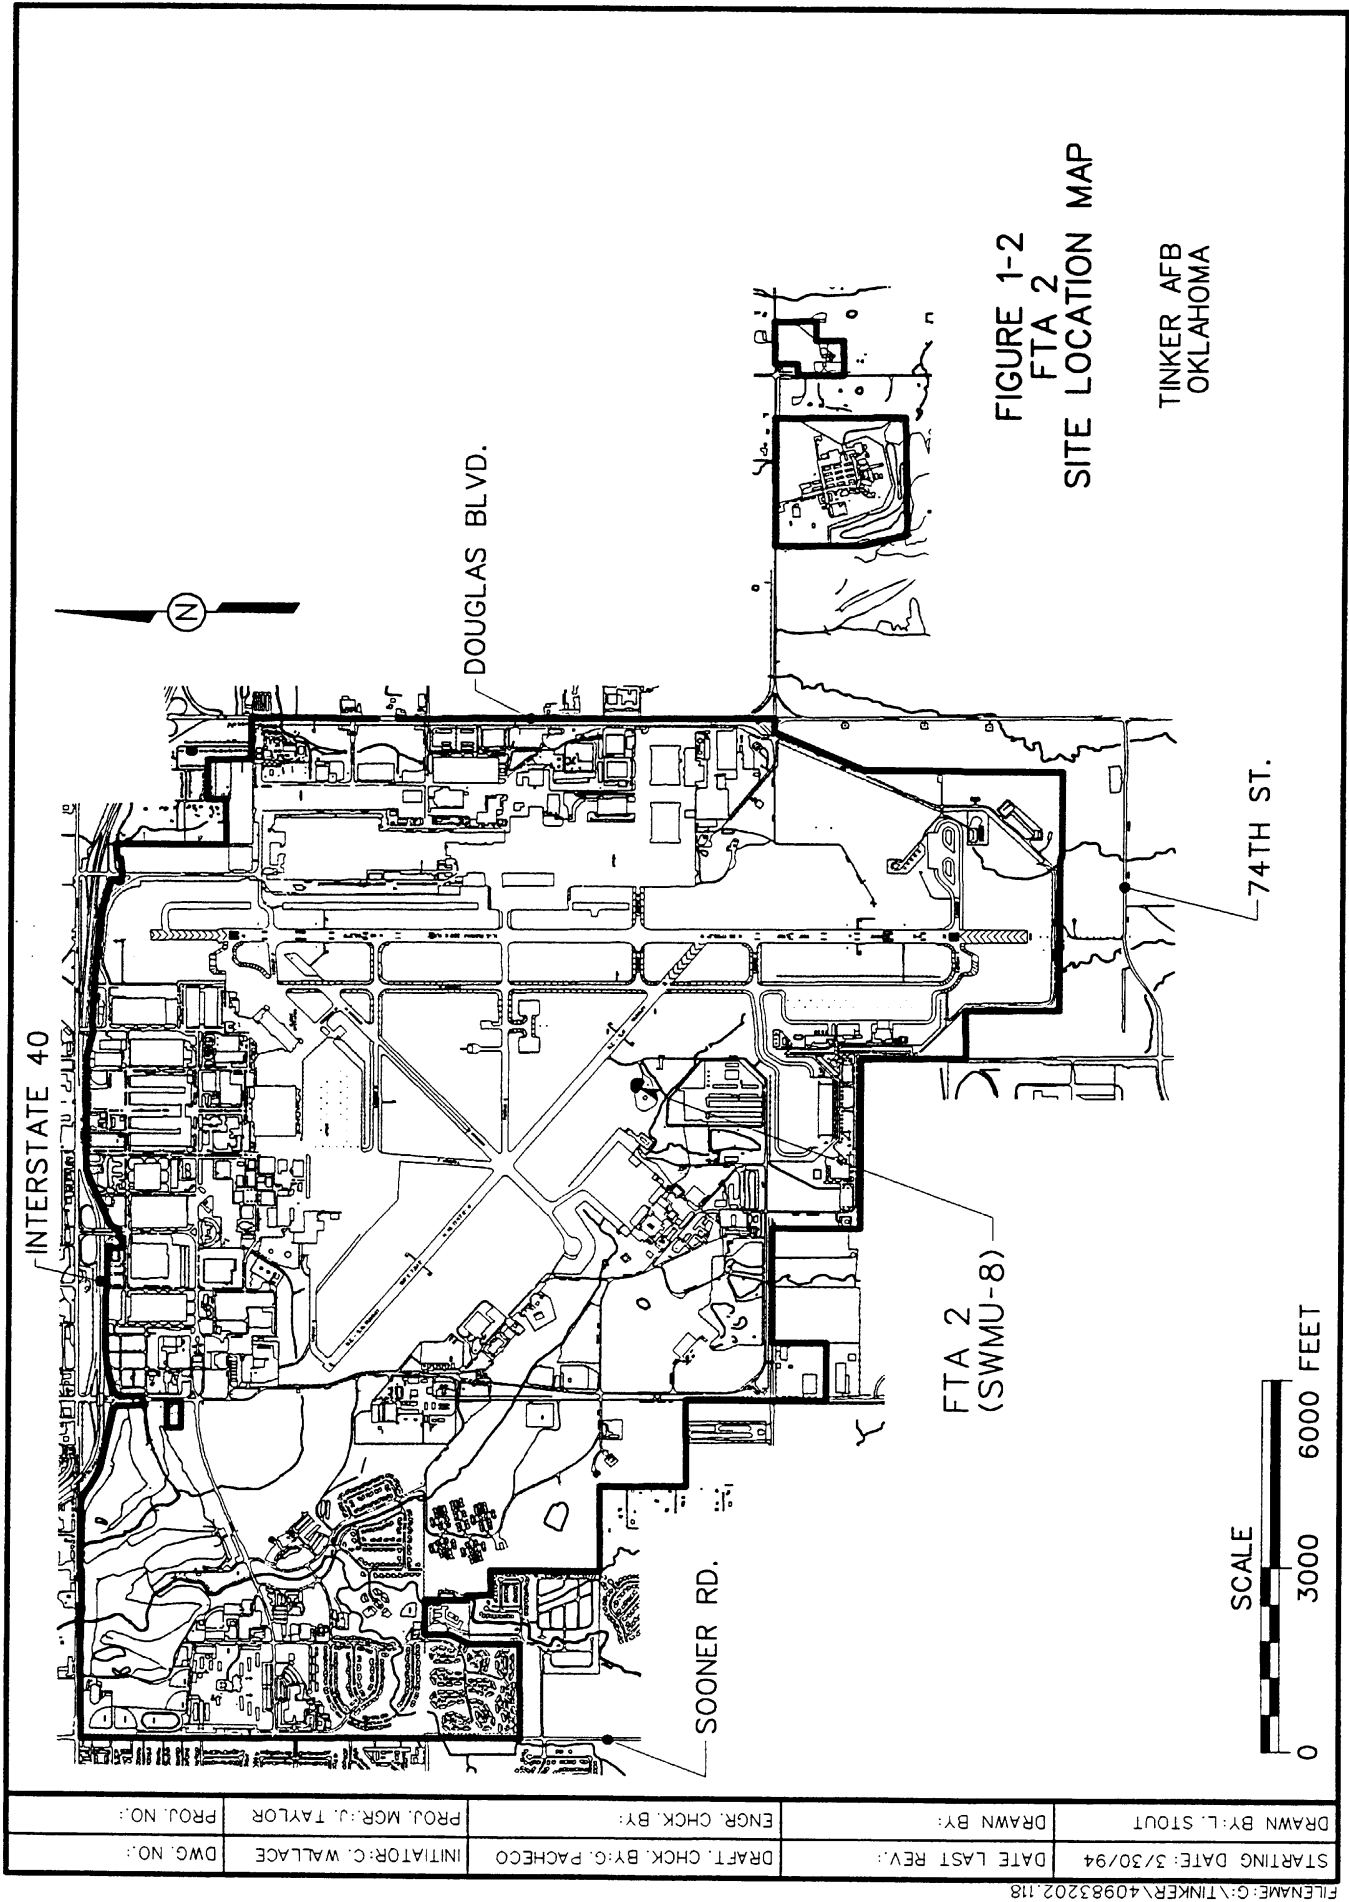 INTERSTATE 40
N
DOUGLAS BLVD.
SOONER RD.
FTA 2
(SWMU-8)
74TH ST.
SCALE
0 3000 6000 FEET
FIGURE 1-2
FTA 2
SITE LOCATION MAP
TINKER AFB
OKLAHOMA
FILENAME: G:\TINKER\40983202.118
STARTING DATE: 3/30/94
DATE LAST REV.:
DRAFT. CHCK. BY: G. PACHECO
INITIATOR: C. WALLACE
DWG. NO.:
DRAWN BY: L. STOUT
DRAWN BY:
ENGR. CHCK. BY:
PROJ. MGR.: J. TAYLOR
PROJ. NO.: